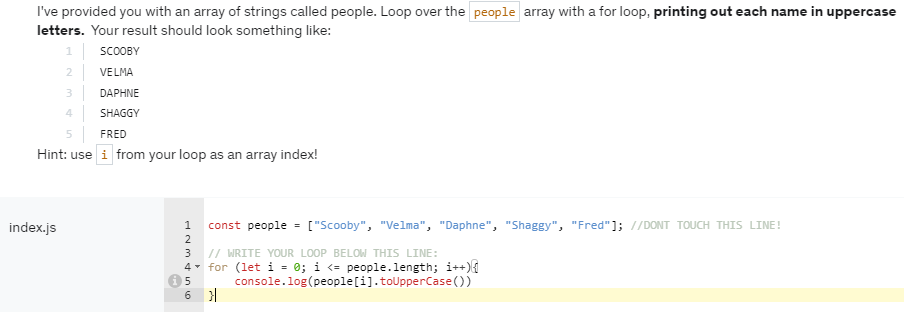 I've provided you with an array of strings called people. Loop over the people array with a for loop, printing out each name in uppercase
letters. Your result should look something like:
1 SCOOBY
2 VELMA
3 DAPHNE
4 SHAGGY
5 FRED
Hint: use i from your loop as an array index!
index.js
1 const people = ["Scooby", "Velma", "Daphne", "Shaggy", "Fred"]; //DONT TOUCH THIS LINE!
2
3 // WRITE YOUR LOOP BELOW THIS LINE:
4 for (let i = 0; i <= people.length; i++){
5 console.log(people[i].toUpperCase())
6 }